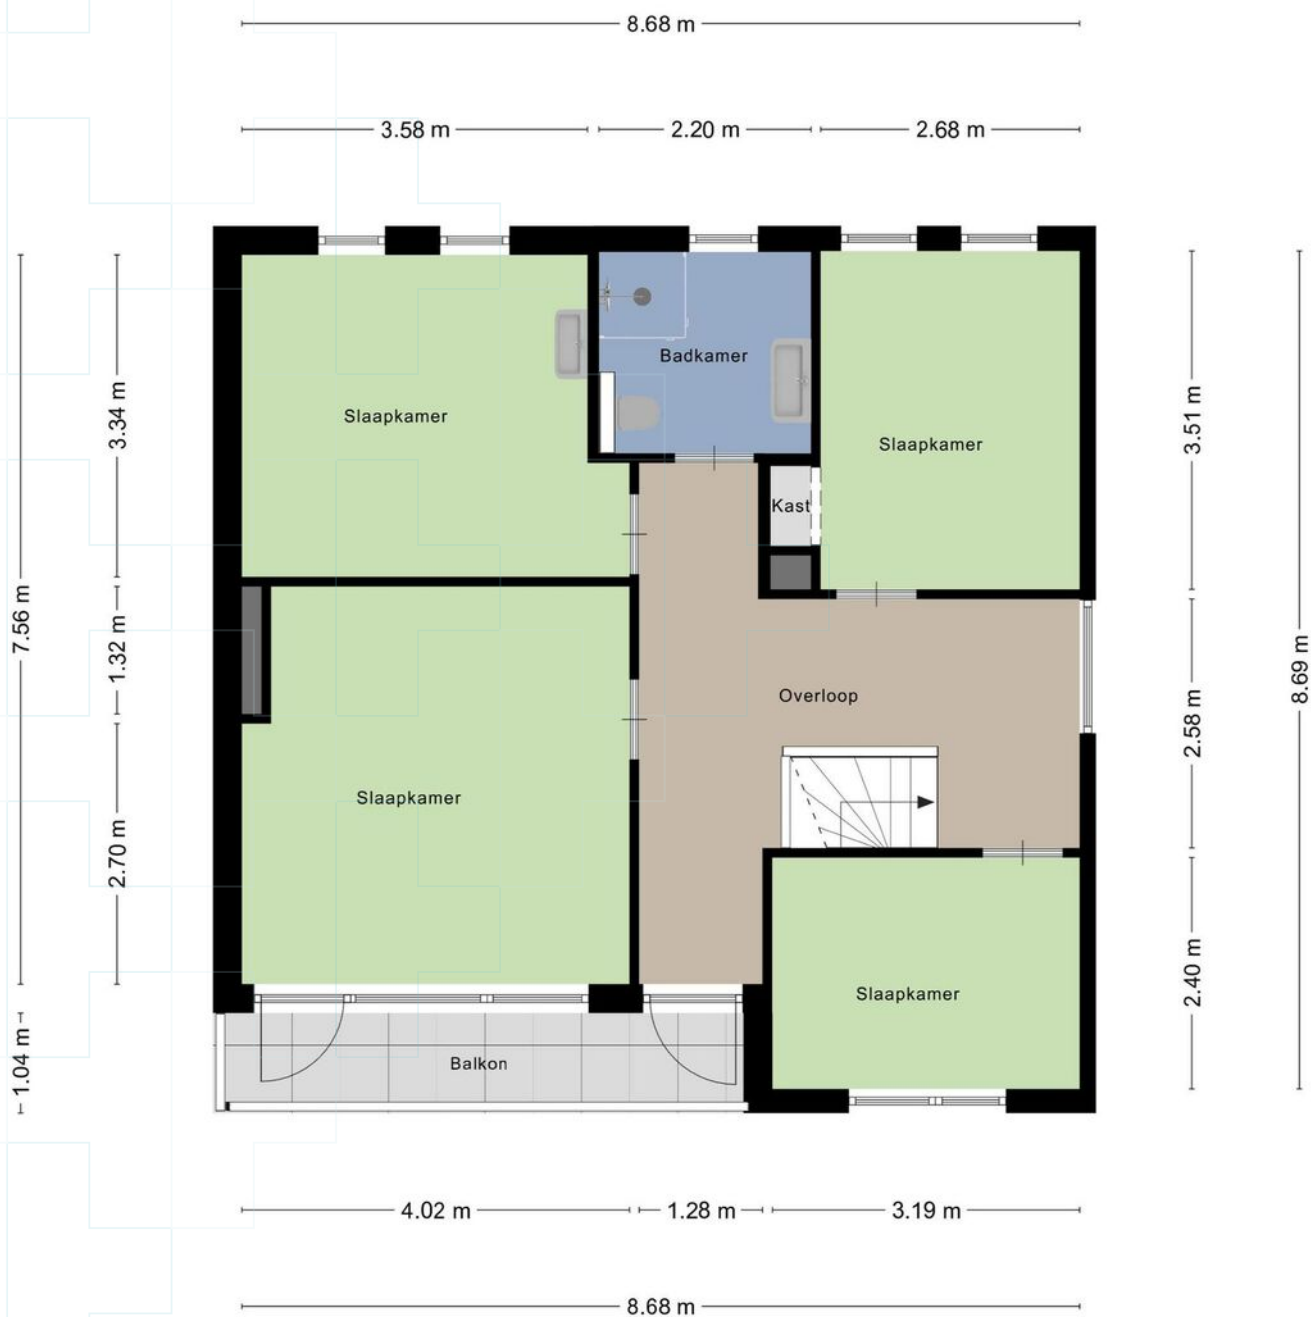 8.68 m
3.58 m
2.20 m
2.68 m
7.56 m
3.34 m
1.32 m
2.70 m
1.04 m
Slaapkamer
Badkamer
Slaapkamer
Kast
Overloop
Slaapkamer
Slaapkamer
Balkon
3.51 m
2.58 m
2.40 m
8.69 m
4.02 m
1.28 m
3.19 m
8.68 m